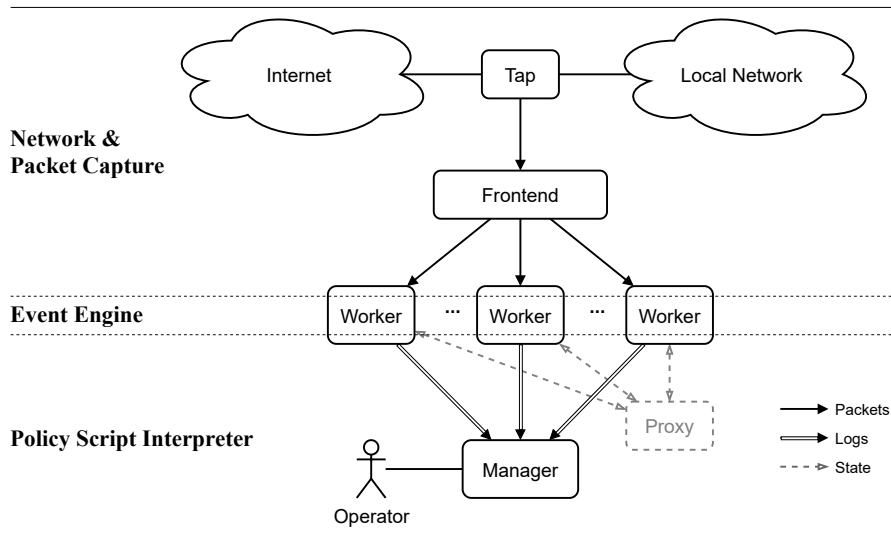 Internet
Tap
Local Network
Network &
Packet Capture
Frontend
Event Engine
Worker
...
Worker
...
Worker
Proxy
Packets
Logs
State
Policy Script Interpreter
Manager
Operator